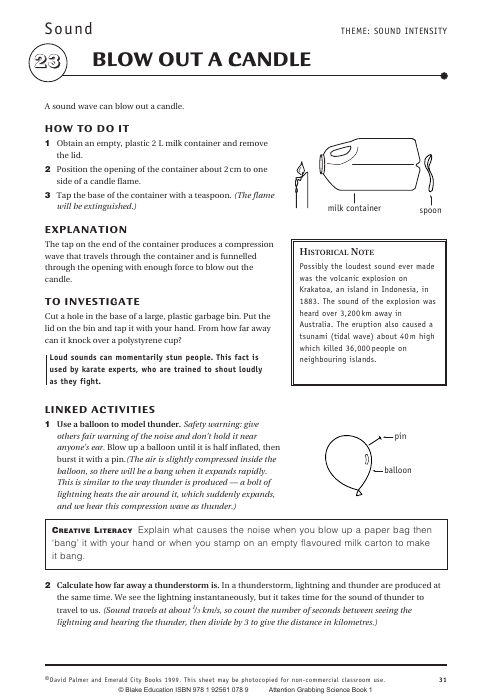 Sound
THEME: SOUND INTENSITY
23
BLOW OUT A CANDLE
A sound wave can blow out a candle.
HOW TO DO IT
1 Obtain an empty, plastic 2 L milk container and remove
the lid.
2 Position the opening of the container about 2 cm to one
side of a candle flame.
3 Tap the base of the container with a teaspoon. (The flame
will be extinguished.)
milk container
spoon
EXPLANATION
The tap on the end of the container produces a compression
wave that travels through the container and is funnelled
through the opening with enough force to blow out the
candle.
TO INVESTIGATE
Cut a hole in the base of a large, plastic garbage bin. Put the
lid on the bin and tap it with your hand. From how far away
can it knock over a polystyrene cup?
Loud sounds can momentarily stun people. This fact is
used by karate experts, who are trained to shout loudly
as they fight.
HISTORICAL NOTE
Possibly the loudest sound ever made
was the volcanic explosion on
Krakatoa, an island in Indonesia, in
1883. The sound of the explosion was
heard over 3,200 km away in
Australia. The eruption also caused a
tsunami (tidal wave) about 40 m high
which killed 36,000 people on
neighbouring islands.
LINKED ACTIVITIES
1 Use a balloon to model thunder. Safety warning: give
others fair warning of the noise and don't hold it near
anyone's ear. Blow up a balloon until it is half inflated, then
burst it with a pin.(The air is slightly compressed inside the
balloon, so there will be a bang when it expands rapidly.
This is similar to the way thunder is produced — a bolt of
lightning heats the air around it, which suddenly expands,
and we hear this compression wave as thunder.)
pin
balloon
CREATIVE LITERACY Explain what causes the noise when you blow up a paper bag then
'bang' it with your hand or when you stamp on an empty flavoured milk carton to make
it bang.
2 Calculate how far away a thunderstorm is. In a thunderstorm, lightning and thunder are produced at
the same time. We see the lightning instantaneously, but it takes time for the sound of thunder to
travel to us. (Sound travels at about 1/3 km/s, so count the number of seconds between seeing the
lightning and hearing the thunder, then divide by 3 to give the distance in kilometres.)
©David Palmer and Emerald City Books 1999. This sheet may be photocopied for non-commercial classroom use.
31
© Blake Education ISBN 978 1 92561 078 9 Attention Grabbing Science Book 1